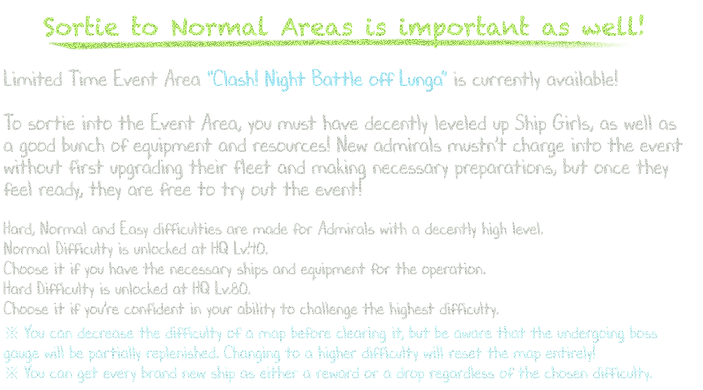 Sortie to Normal Areas is important as well!
Limited Time Event Area "Clash! Night Battle off Lunga" is currently available!
To sortie into the Event Area, you must have decently leveled up Ship Girls, as well as
a good bunch of equipment and resources! New admirals mustn't charge into the event
without first upgrading their fleet and making necessary preparations, but once they
feel ready, they are free to try out the event!
Hard, Normal and Easy difficulties are made for Admirals with a decently high level.
Normal Difficulty is unlocked at HQ Lv.40.
Choose it if you have the necessary ships and equipment for the operation.
Hard Difficulty is unlocked at HQ Lv.80.
Choose it if you're confident in your ability to challenge the highest difficulty.
※ You can decrease the difficulty of a map before clearing it, but be aware that the undergoing boss
gauge will be partially replenished. Changing to a higher difficulty will reset the map entirely!
※ You can get every brand new ship as either a reward or a drop regardless of the chosen difficulty.